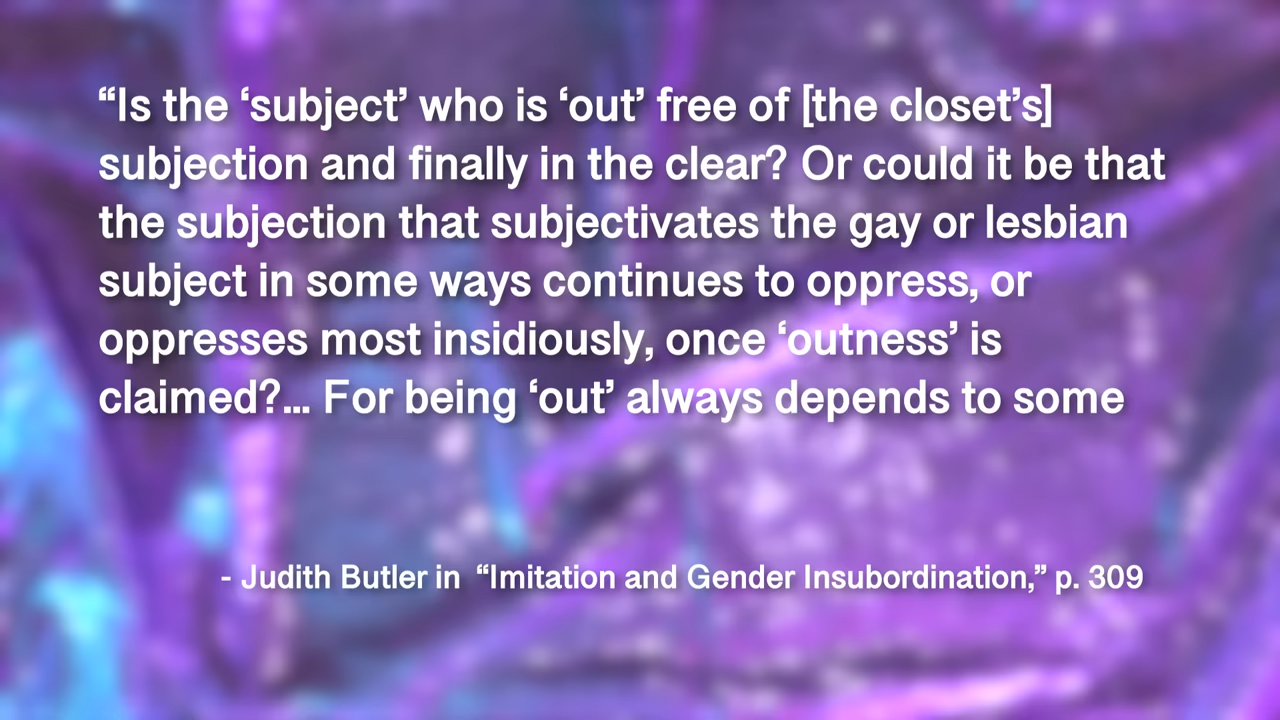 “Is the ‘subject’ who is ‘out’ free of [the closet’s]
subjection and finally in the clear? Or could it be that
the subjection that subjectivates the gay or lesbian
subject in some ways continues to oppress, or
oppresses most insidiously, once ‘outness’ is
claimed?... For being ‘out’ always depends to some
- Judith Butler in “Imitation and Gender Insubordination,” p. 309